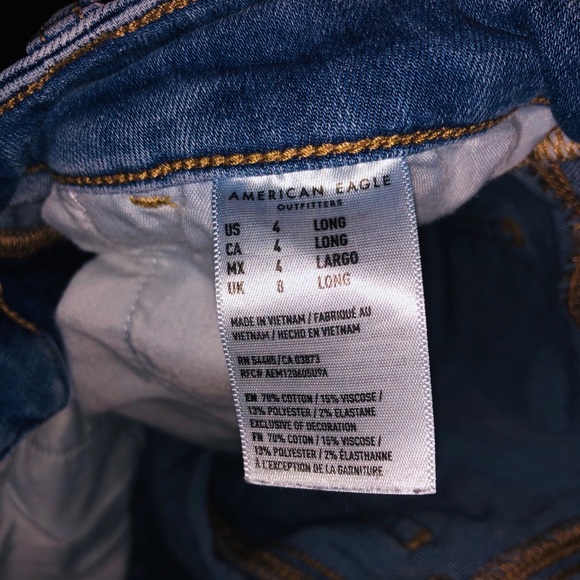 AMERICAN EAGLE
OUTFITTERS
US 4 LONG
CA 4 LONG
MX 4 LARGO
UK 8 LONG
MADE IN VIETNAM / FABRIQUÉ AU
VIETNAM / HECHO EN VIETNAM
RN 54485 / CA 03873
RFC# AEM120605U9A
EN 70% COTTON / 15% VISCOSE /
13% POLYESTER / 2% ELASTANE
EXCLUSIVE OF DECORATION
FR 70% COTON / 15% VISCOSE /
13% POLYESTER / 2% ÉLASTHANNE
À L'EXCEPTION DE LA GARNITURE